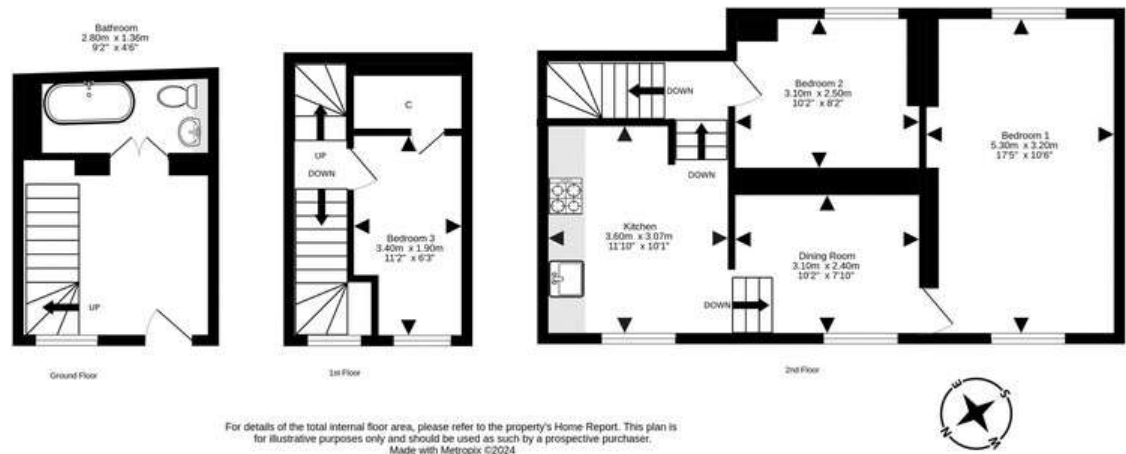 Bathroom
2.80m x 1.36m
9'2" x 4'6"
UP
Ground Floor
C
UP
DOWN
Bedroom 3
3.40m x 1.90m
11'2" x 6'3"
1st Floor
DOWN
Bedroom 2
3.10m x 2.50m
10'2" x 8'2"
DOWN
Bedroom 1
5.30m x 3.20m
17'5" x 10'6"
Kitchen
3.60m x 3.07m
11'10" x 10'1"
Dining Room
3.10m x 2.40m
10'2" x 7'10"
DOWN
2nd Floor
E
S
N
W
For details of the total internal floor area, please refer to the property's Home Report. This plan is
for illustrative purposes only and should be used as such by a prospective purchaser.
Made with Metropix ©2024